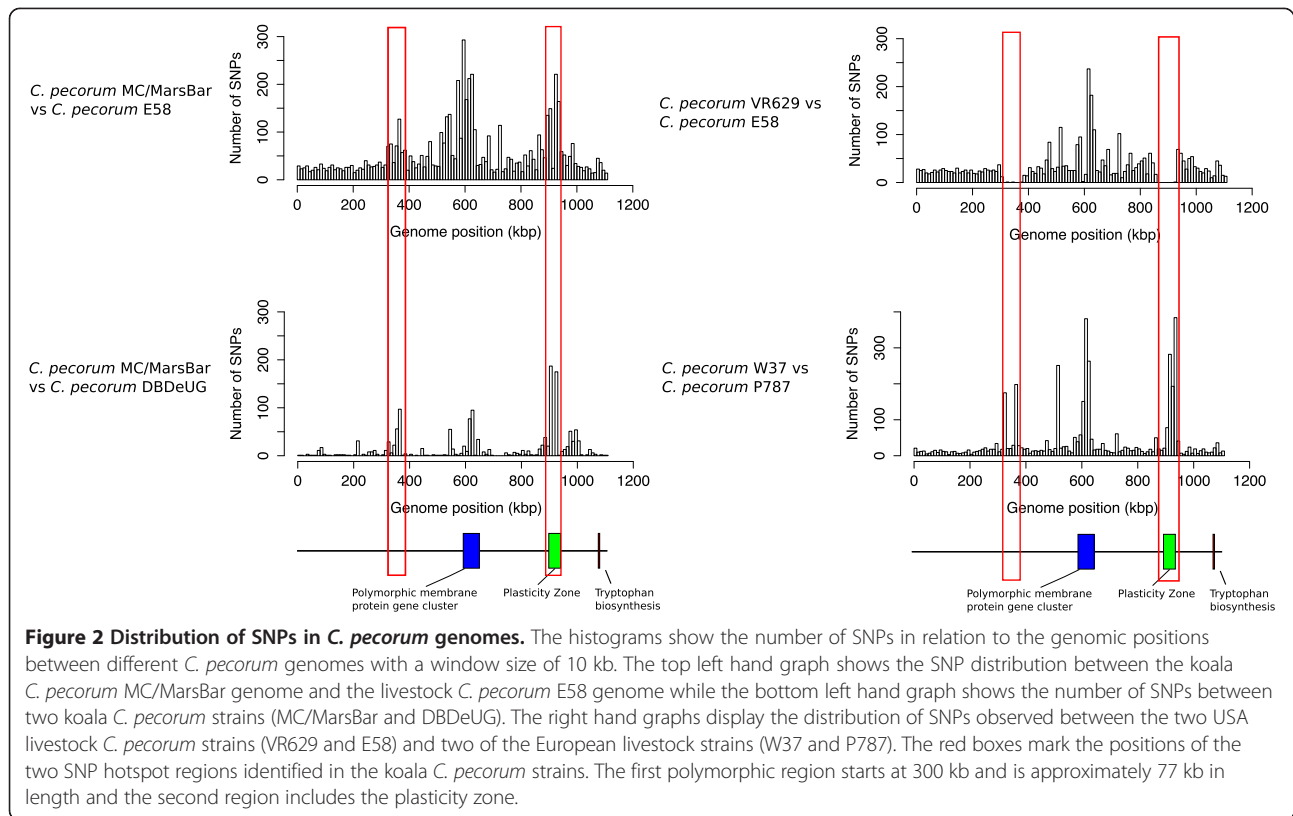 C. pecorum MC/MarsBar
vs C. pecorum E58
Number of SNPs
0 100 200 300
0 200 400 600 800 1000 1200
Genome position (kbp)
C. pecorum VR629 vs
C. pecorum E58
Number of SNPs
0 100 200 300
0 200 400 600 800 1000 1200
Genome position (kbp)
C. pecorum MC/MarsBar
vs C. pecorum DBDeUG
Number of SNPs
0 100 200 300
0 200 400 600 800 1000 1200
Genome position (kbp)
Polymorphic membrane
protein gene cluster
Plasticity Zone
Tryptophan
biosynthesis
C. pecorum W37 vs
C. pecorum P787
Number of SNPs
0 100 300
0 200 400 600 800 1000 1200
Genome position (kbp)
Polymorphic membrane
protein gene cluster
Plasticity Zone
Tryptophan
biosynthesis
Figure 2 Distribution of SNPs in C. pecorum genomes. The histograms show the number of SNPs in relation to the genomic positions
between different C. pecorum genomes with a window size of 10 kb. The top left hand graph shows the SNP distribution between the koala
C. pecorum MC/MarsBar genome and the livestock C. pecorum E58 genome while the bottom left hand graph shows the number of SNPs between
two koala C. pecorum strains (MC/MarsBar and DBDeUG). The right hand graphs display the distribution of SNPs observed between the two USA
livestock C. pecorum strains (VR629 and E58) and two of the European livestock strains (W37 and P787). The red boxes mark the positions of the
two SNP hotspot regions identified in the koala C. pecorum strains. The first polymorphic region starts at 300 kb and is approximately 77 kb in
length and the second region includes the plasticity zone.